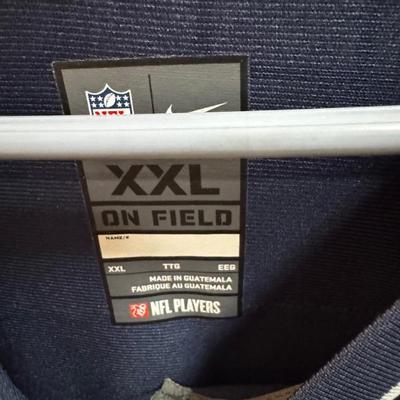 NFL
XXL
ON FIELD
NAME/#
XXL TTG EEG
MADE IN GUATEMALA
FABRIQUE AU GUATEMALA
NFL PLAYERS